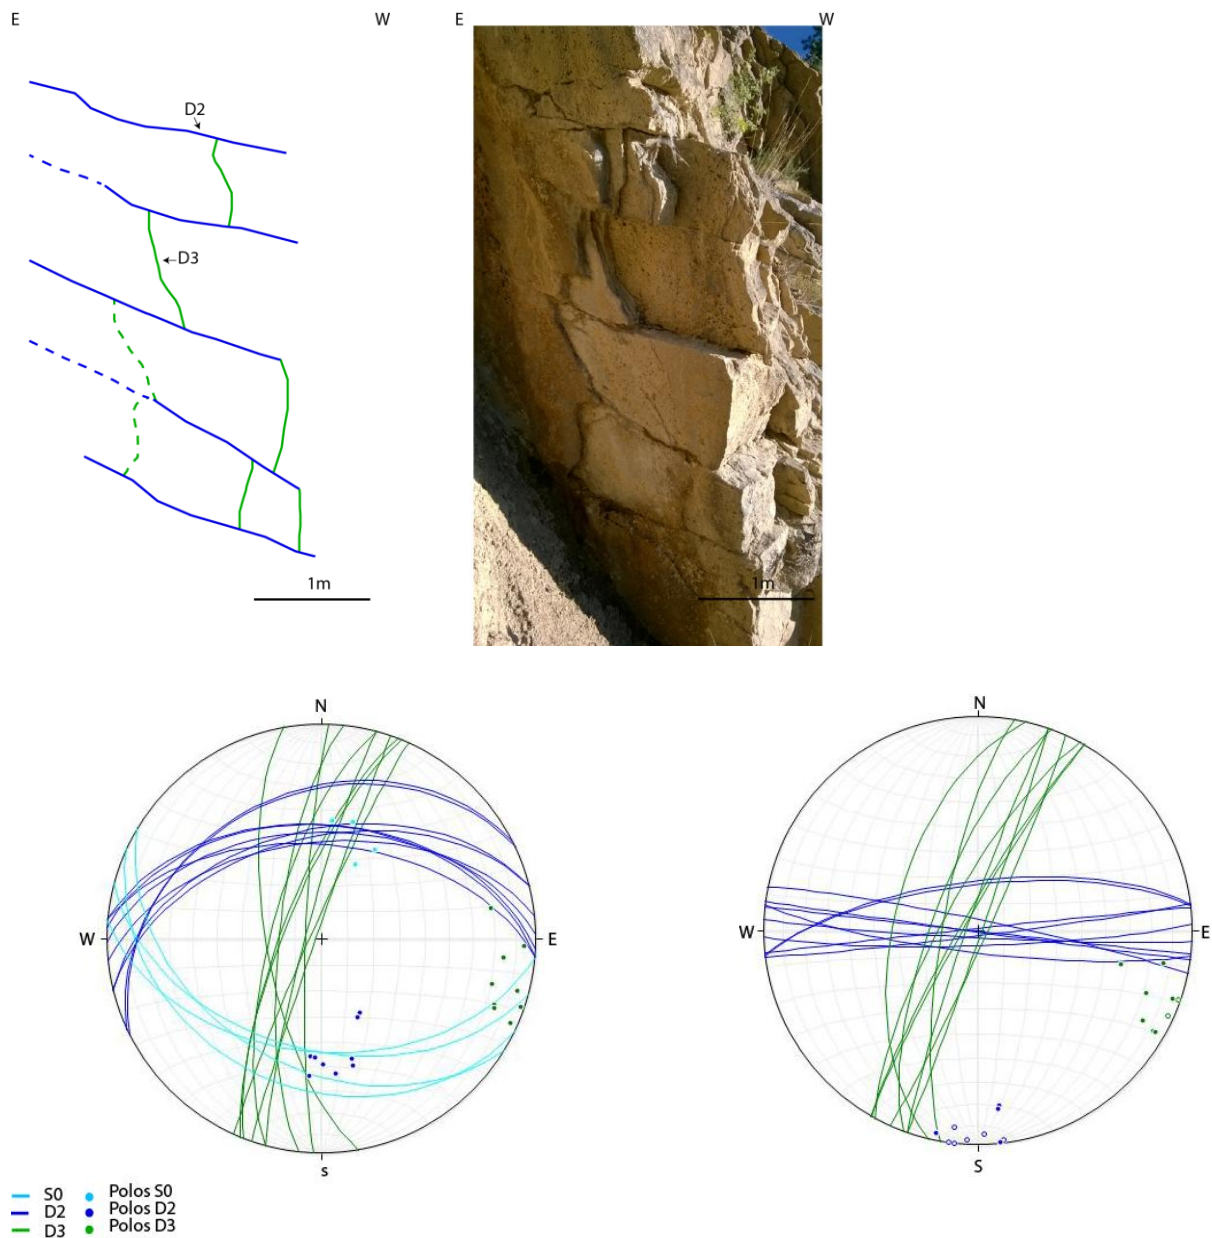 E W E W
D2
D3
1m 1m
N N
W E W E
s S
S0 Polos S0
D2 Polos D2
D3 Polos D3